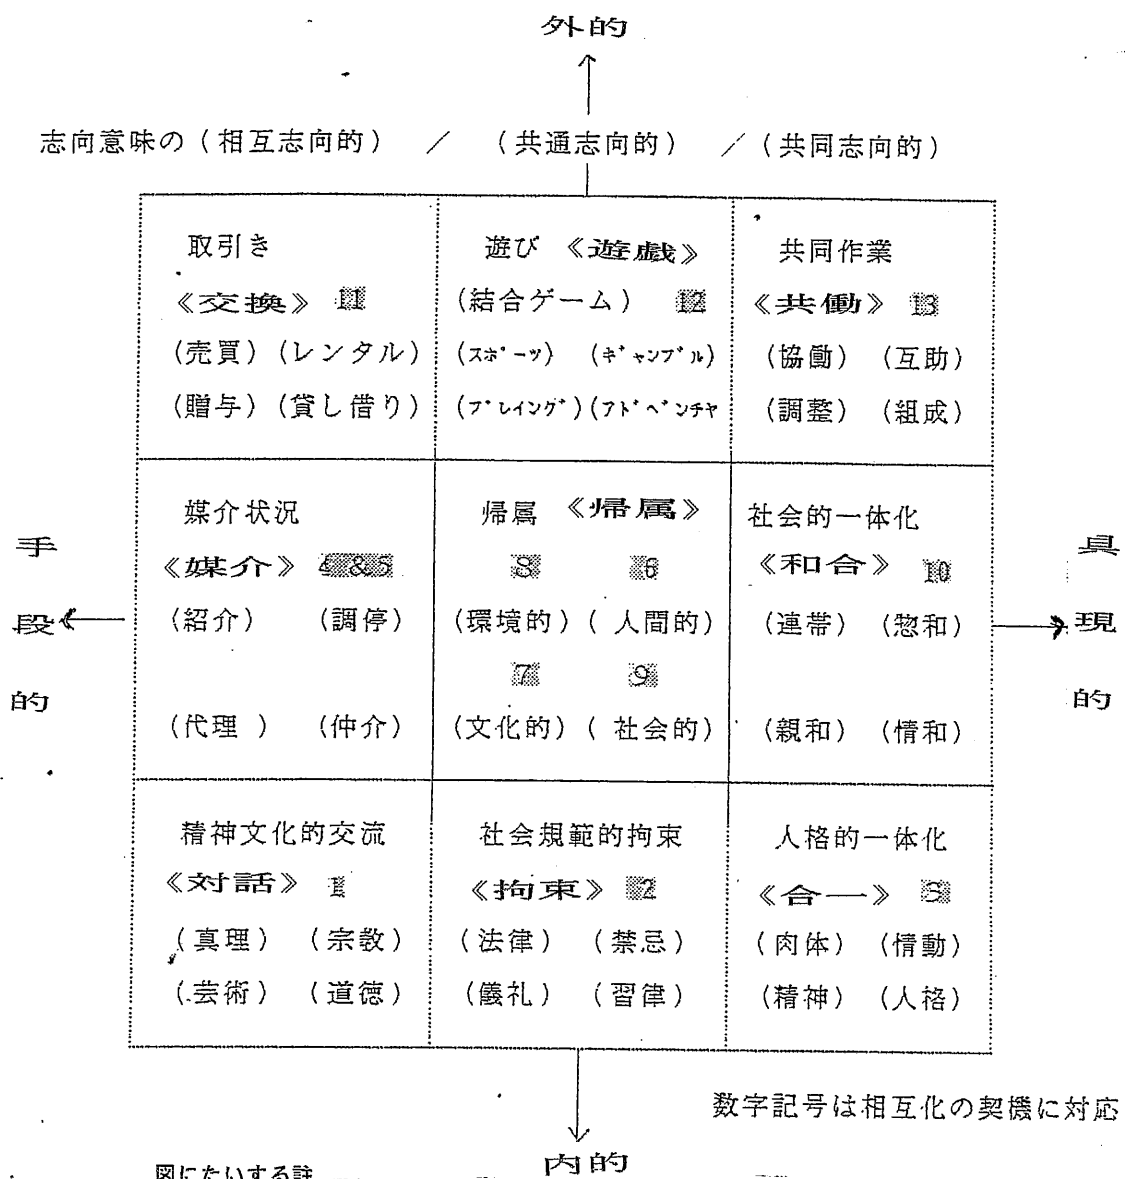 外的
志向意味の(相互志向的) / (共通志向的) /(共同志向的)
取引き
《交換》 11
(売買)(レンタル)
(贈与)(貸し借り)
遊び 《遊戯》
(結合ゲーム) 12
(スポーツ) (ギャンブル)
(プレイング)(アドベンチャ
共同作業
《共働》 13
(協働) (互助)
(調整) (組成)
手段的
媒介状況
《媒介》 4&5
(紹介) (調停)
(代理 ) (仲介)
帰属 《帰属》
8 6
(環境的)( 人間的)
7 9
(文化的)( 社会的)
社会的一体化
《和合》 10
(連帯) (惣和)
(親和) (情和)
具現的
精神文化的交流
《対話》 1
(真理) (宗教)
(芸術) (道徳)
社会規範的拘束
《拘束》 2
(法律) (禁忌)
(儀礼) (習律)
人格的一体化
《合一》
(肉体) (情動)
(精神) (人格)
数字記号は相互化の契機に対応
内的
図にたいする註